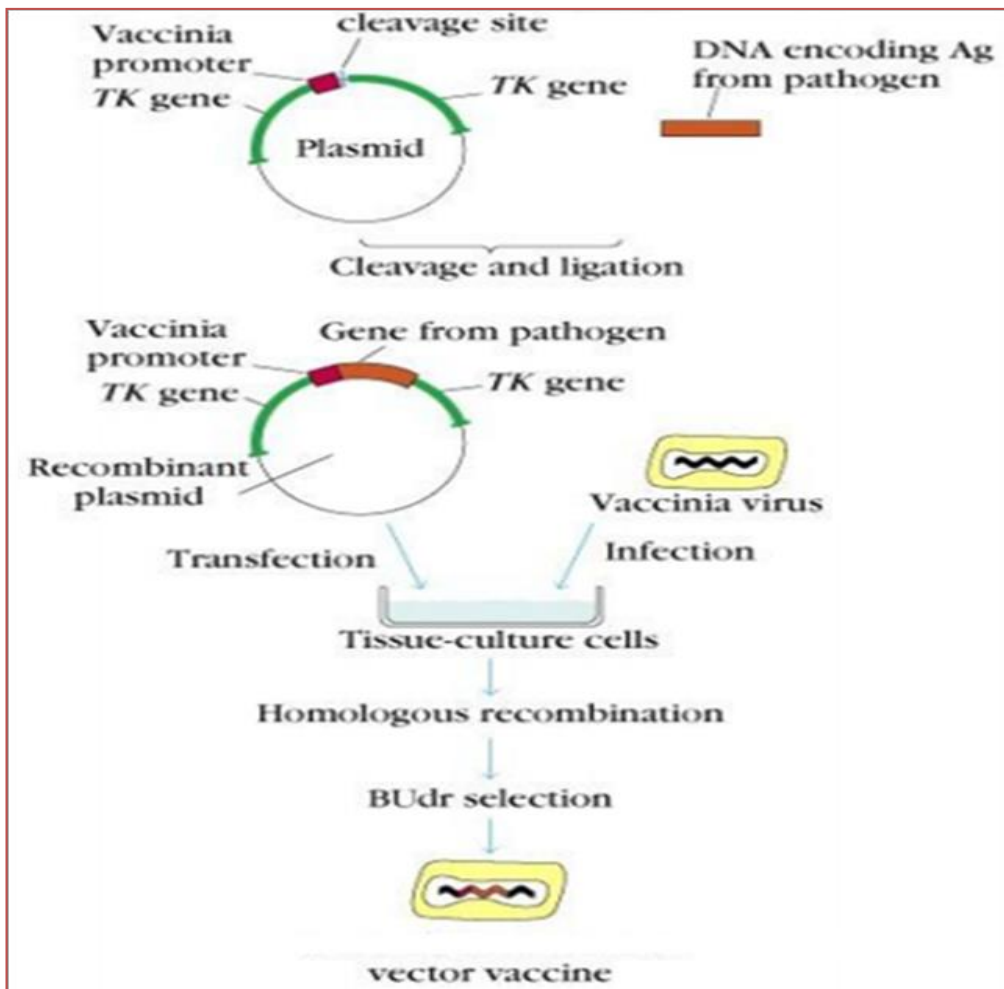 cleavage site
Vaccinia
promoter
TK gene
TK gene
DNA encoding Ag
from pathogen
Plasmid
Cleavage and ligation
Vaccinia
promoter
Gene from pathogen
TK gene
TK gene
Recombinant
plasmid
Vaccinia virus
Transfection
Infection
Tissue-culture cells
Homologous recombination
BUdr selection
vector vaccine